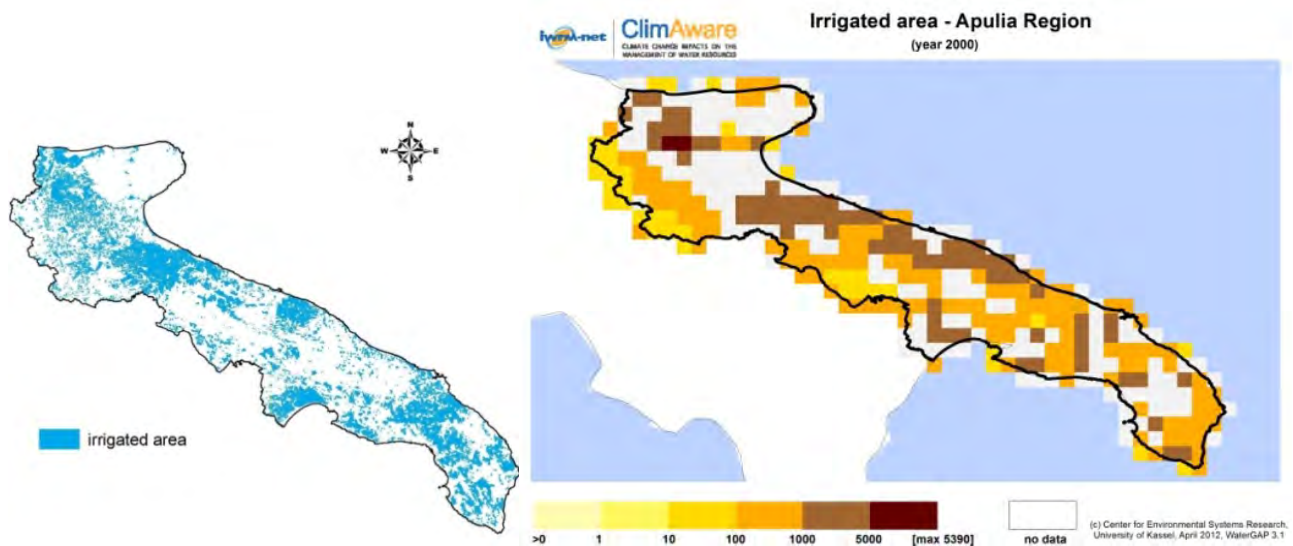 N
W E
S
irrigated area
iwrm-net
ClimAware
CLIMATE CHANGE IMPACTS ON THE
MANAGEMENT OF WATER RESOURCES
Irrigated area - Apulia Region
(year 2000)
>0 1 10 100 1000 5000 [max 5390]
no data
(c) Center for Environmental Systems Research,
University of Kassel, April 2012, WaterGAP 3.1